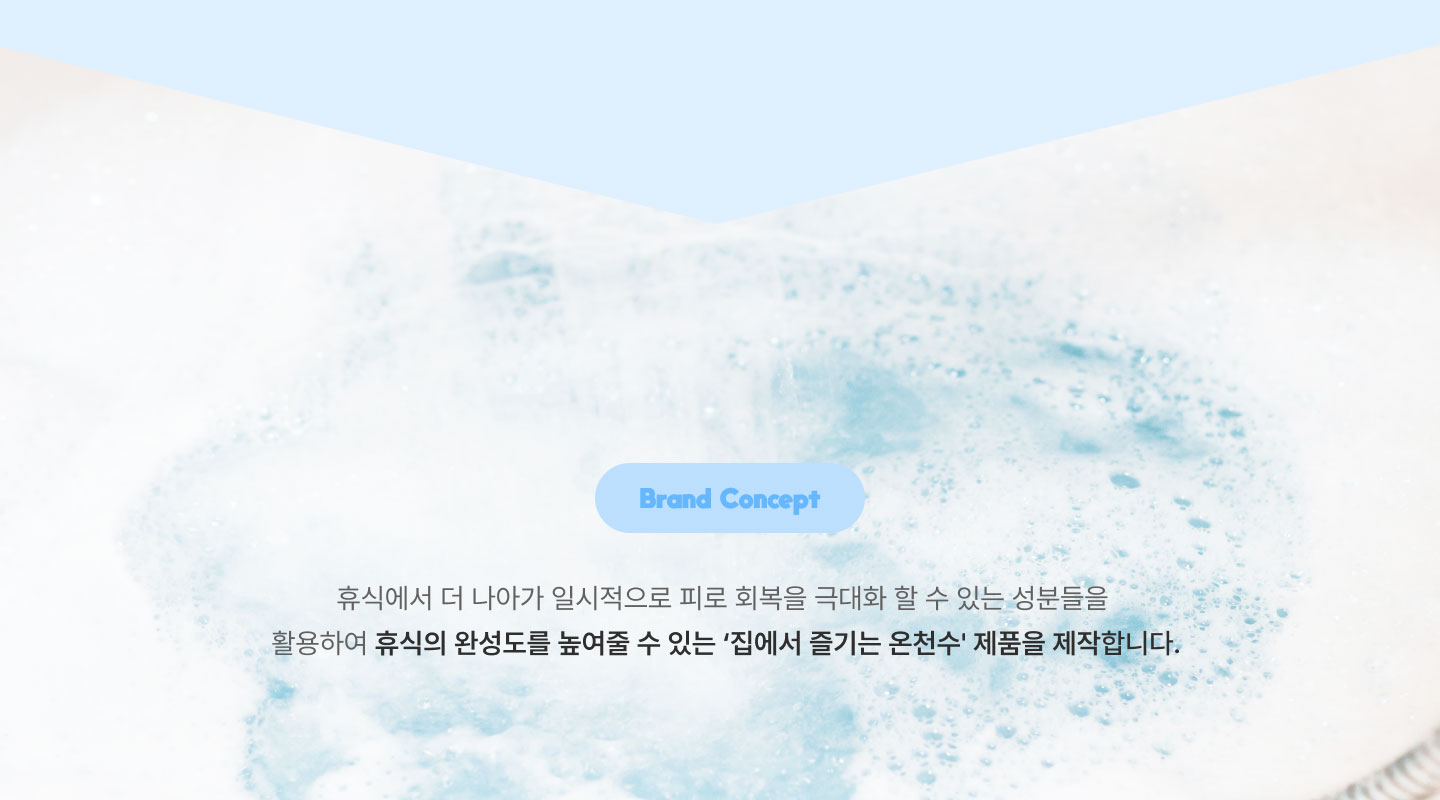 Brand Concept
휴식에서 더 나아가 일시적으로 피로 회복을 극대화 할 수 있는 성분들을
활용하여 휴식의 완성도를 높여줄 수 있는 ‘집에서 즐기는 온천수' 제품을 제작합니다.